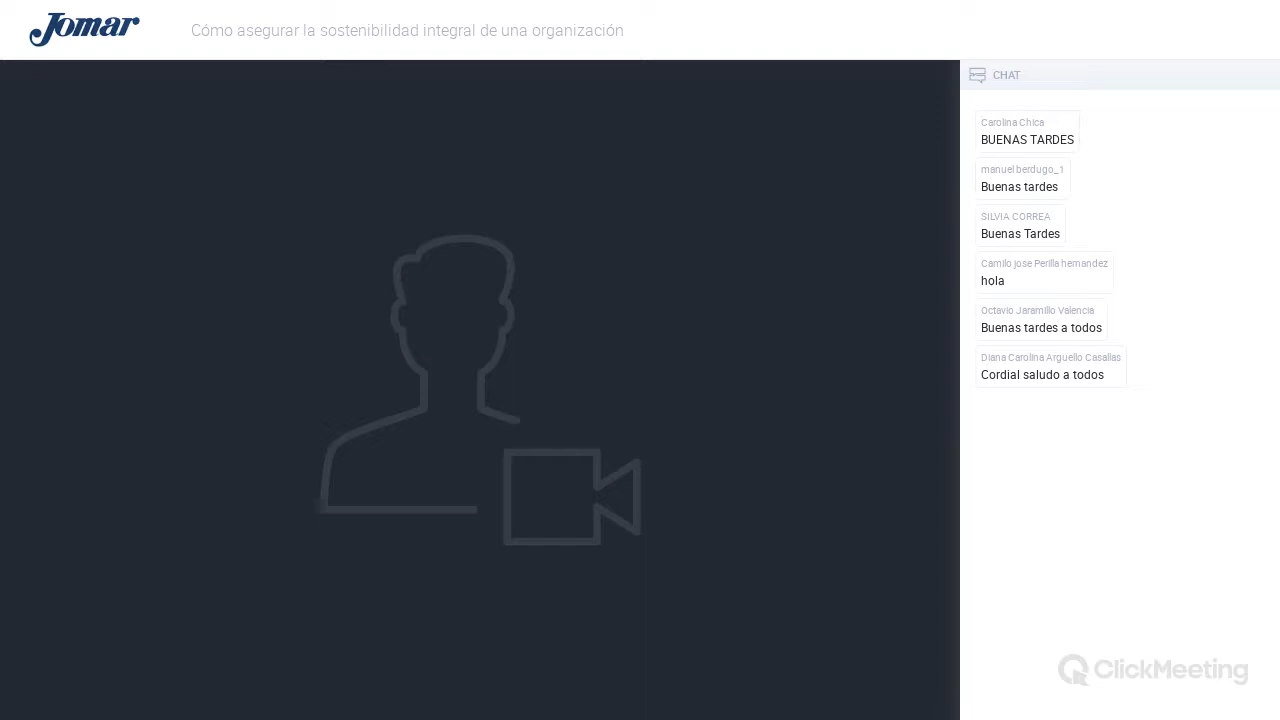 Jomar
Cómo asegurar la sostenibilidad integral de una organización
CHAT
Carolina Chica
BUENAS TARDES
manuel berdugo_1
Buenas tardes
SILVIA CORREA
Buenas Tardes
Camilo jose Perilla hernandez
hola
Octavio Jaramillo Valencia
Buenas tardes a todos
Diana Carolina Arguello Casallas
Cordial saludo a todos
ClickMeeting